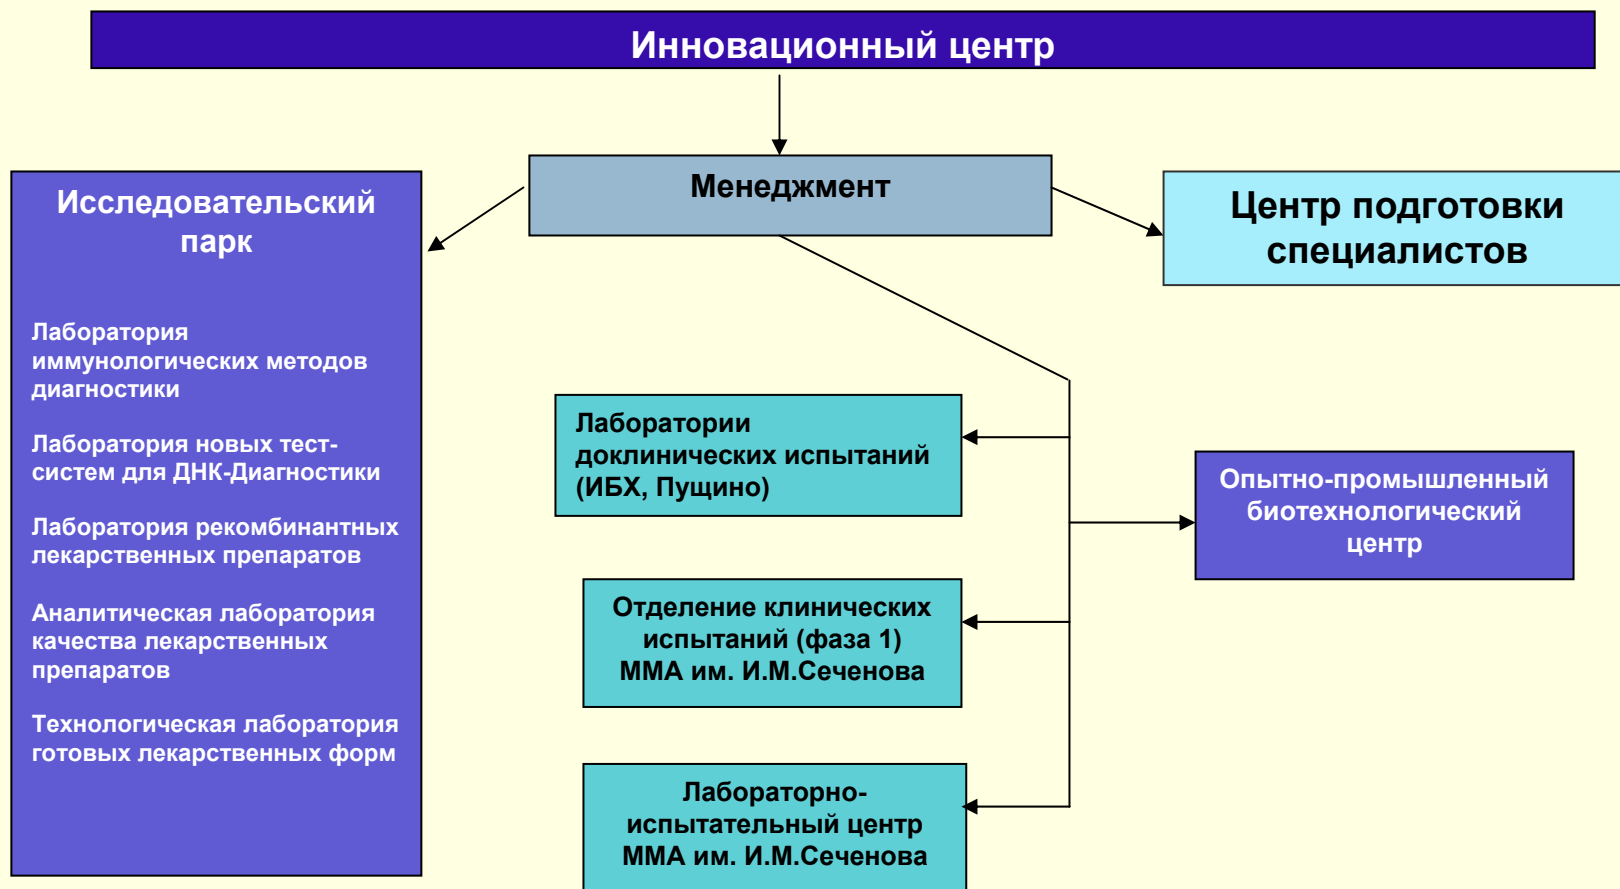 Инновационный центр
Менеджмент
Исследовательский
парк
Лаборатория
иммунологических методов
диагностики
Лаборатория новых тест-
систем для ДНК-Диагностики
Лаборатория рекомбинантных
лекарственных препаратов
Аналитическая лаборатория
качества лекарственных
препаратов
Технологическая лаборатория
готовых лекарственных форм
Центр подготовки
специалистов
Лаборатории
доклинических испытаний
(ИБХ, Пущино)
Опытно-промышленный
биотехнологический
центр
Отделение клинических
испытаний (фаза 1)
ММА им. И.М.Сеченова
Лабораторно-
испытательный центр
ММА им. И.М.Сеченова